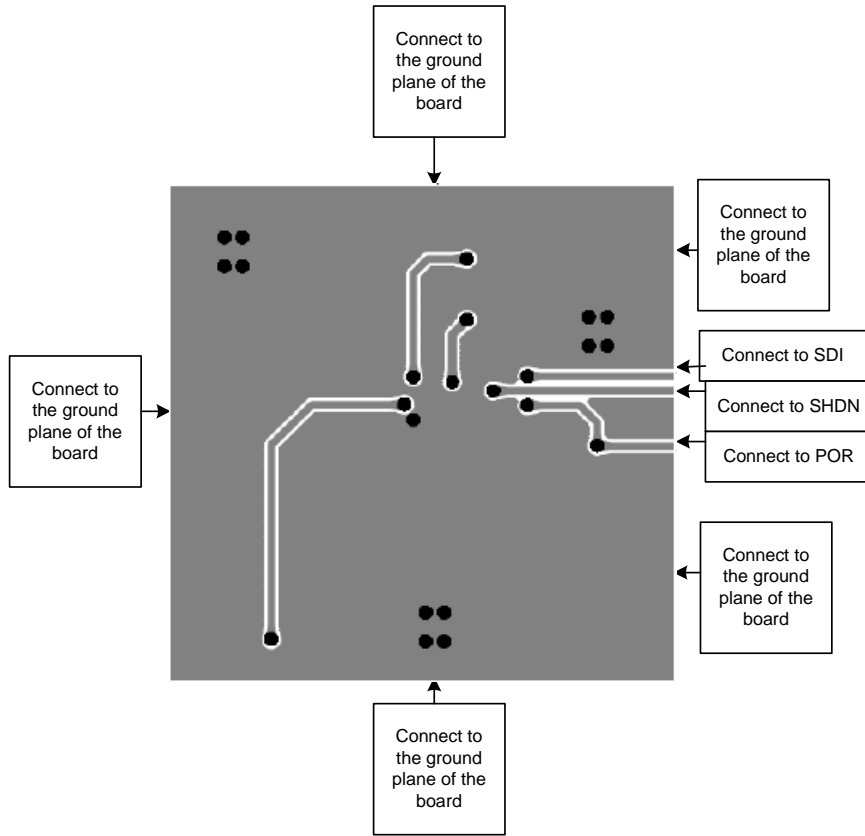 Connect to
the ground
plane of the
board
Connect to
the ground
plane of the
board
Connect to SDI
Connect to
the ground
plane of the
board
Connect to SHDN
Connect to POR
Connect to
the ground
plane of the
board
Connect to
the ground
plane of the
board